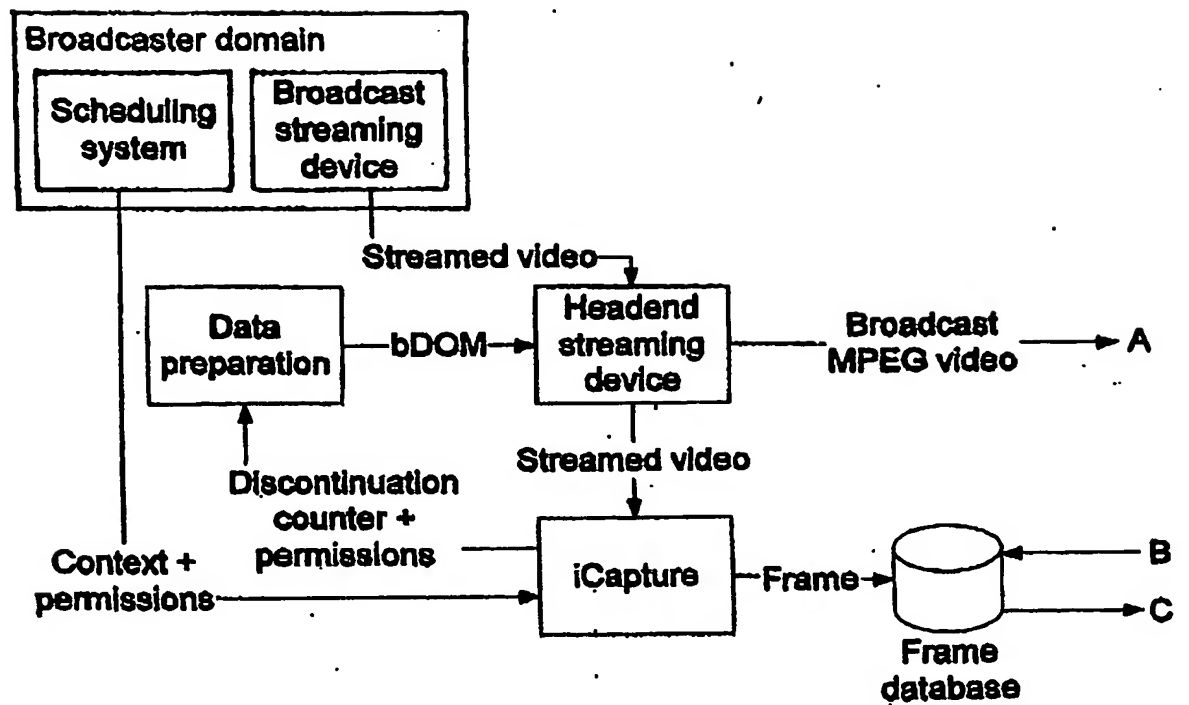 Broadcaster domain
Scheduling
system
Broadcast
streaming
device
Streamed video
Data
preparation
bDOM
Headend
streaming
device
Broadcast
MPEG video
A
Streamed video
Discontinuation
counter +
permissions
Context +
permissions
iCapture
Frame
B
C
Frame
database